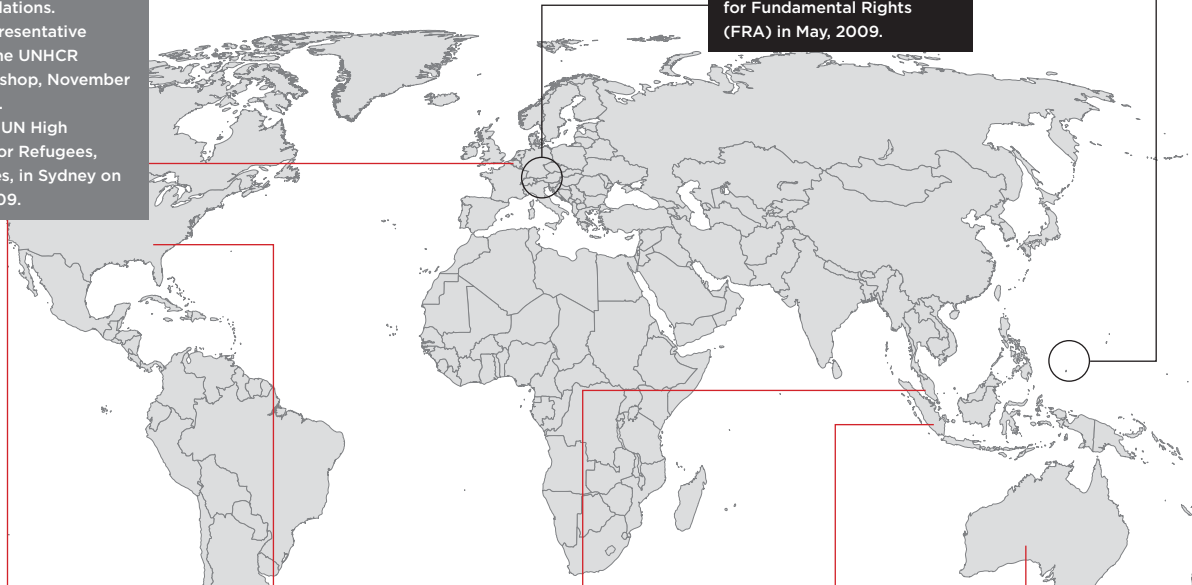 lations.
resentative
ne UNHCR
shop, November
.
UN High
or Refugees,
es, in Sydney on
09.
for Fundamental Rights
(FRA) in May, 2009.